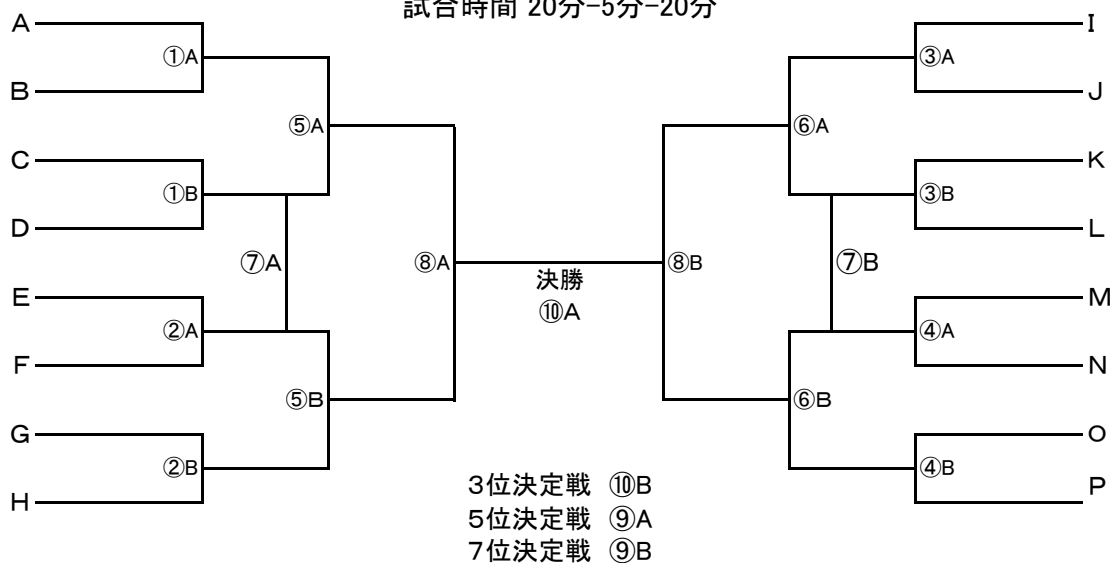 試合時間 20分-5分-20分
A
①A
B
⑤A
C
①B
D
⑦A
⑧A
E
②A
F
⑤B
G
②B
H
決勝
⑩A
I
③A
J
⑥A
K
③B
L
⑧B
⑦B
M
④A
N
⑥B
O
④B
P
3位決定戦 ⑩B
5位決定戦 ⑨A
7位決定戦 ⑨B